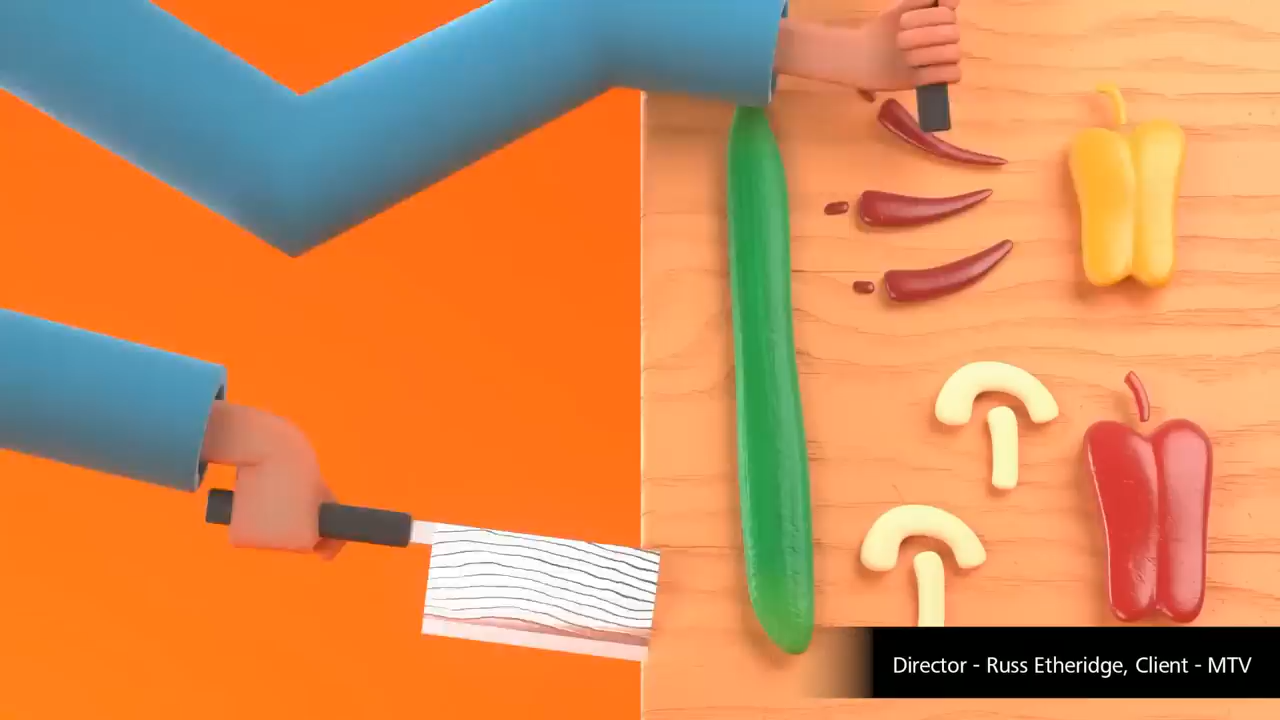 Director - Russ Etheridge, Client - MTV